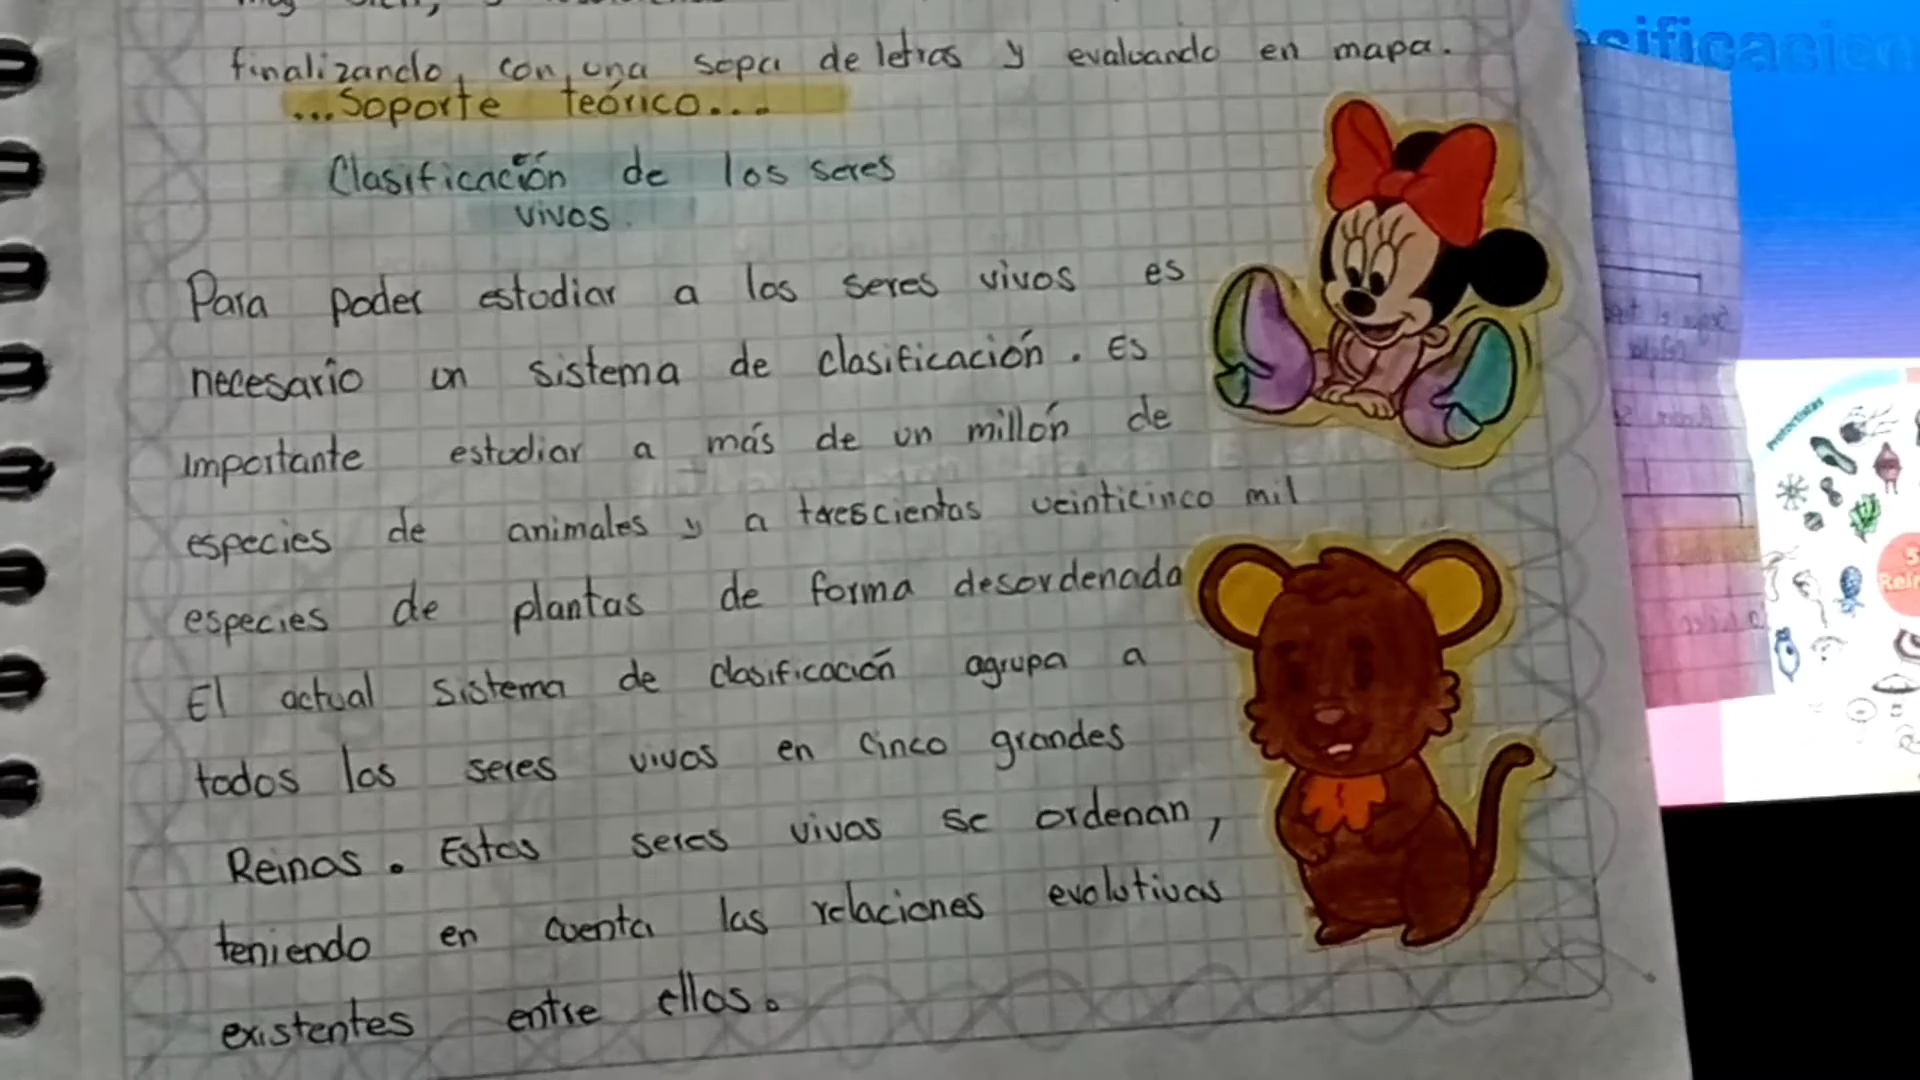 finalizando, con una sopa de letras y evaluando en mapa.
...Soporte teórico...
Clasificación de los seres
vivos.
Para poder estudiar a los seres vivos es
necesario un sistema de clasificación. Es
importante estudiar a más de un millón de
especies de animales y a trescientas veinticinco mil
especies de plantas de forma desordenada
El actual sistema de clasificación agrupa a
todos los seres vivos en cinco grandes
Reinos. Estos seres vivos se ordenan,
teniendo en cuenta las relaciones evolutivas
existentes entre ellos.
Protoctistas